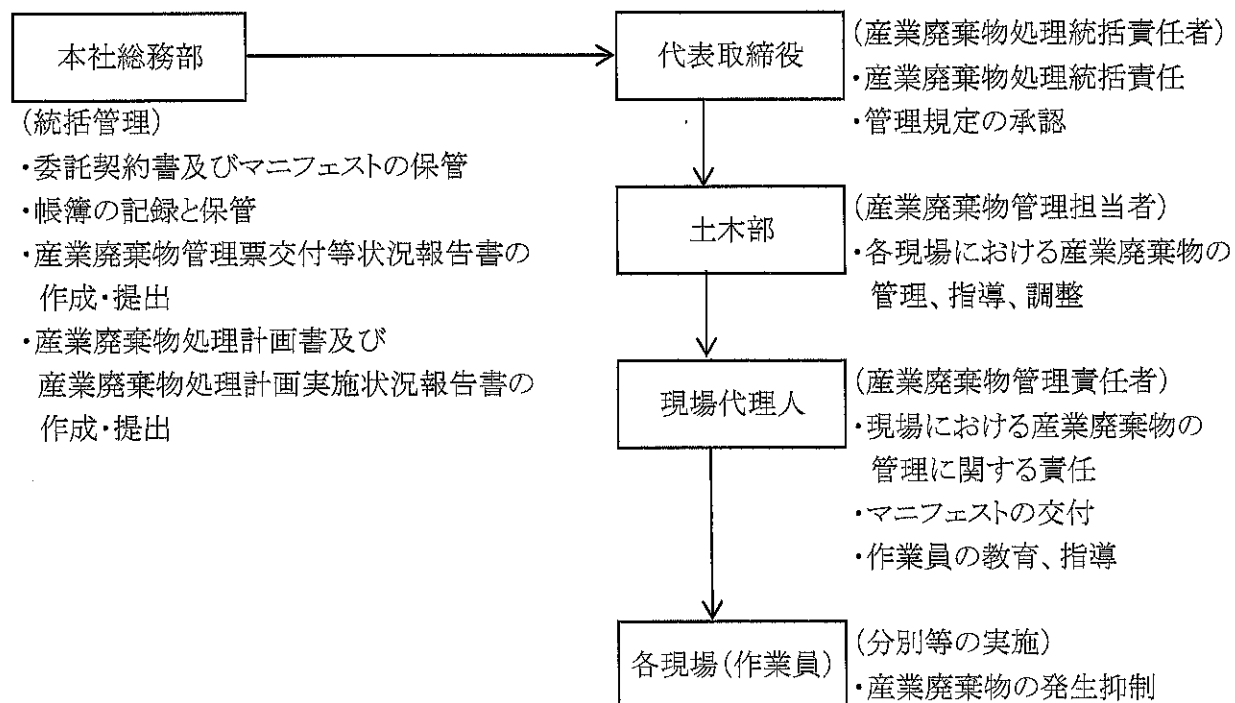 本社総務部
(統括管理)
・委託契約書及びマニフェストの保管
・帳簿の記録と保管
・産業廃棄物管理票交付等状況報告書の
作成・提出
・産業廃棄物処理計画書及び
産業廃棄物処理計画実施状況報告書の
作成・提出
代表取締役
(産業廃棄物処理統括責任者)
・産業廃棄物処理統括責任
・管理規定の承認
土木部
(産業廃棄物管理担当者)
・各現場における産業廃棄物の
管理、指導、調整
現場代理人
(産業廃棄物管理責任者)
・現場における産業廃棄物の
管理に関する責任
・マニフェストの交付
・作業員の教育、指導
各現場(作業員)
(分別等の実施)
・産業廃棄物の発生抑制